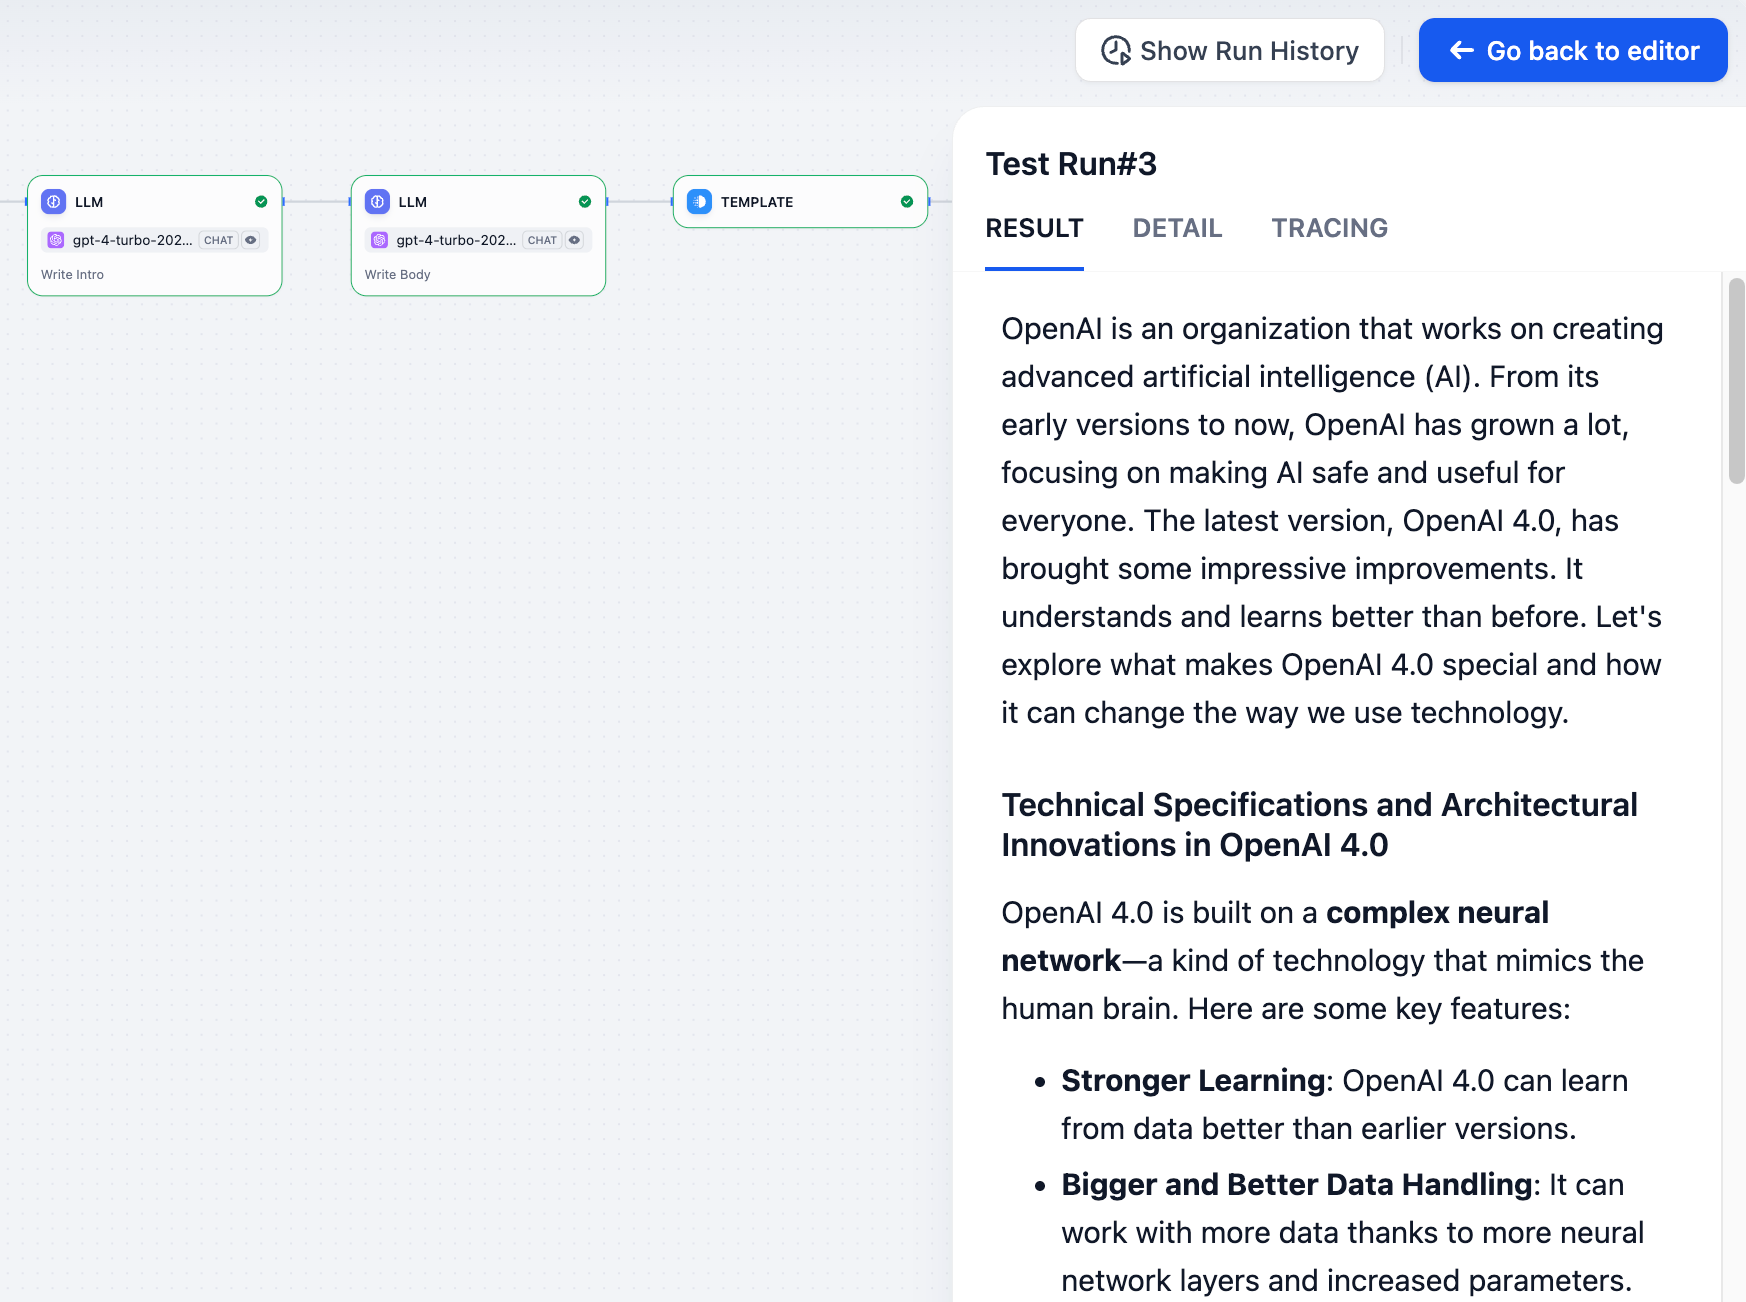 Show Run History
Go back to editor
LLM
gpt-4-turbo-202... CHAT
Write Intro
LLM
gpt-4-turbo-202... CHAT
Write Body
TEMPLATE
Test Run#3
RESULT DETAIL TRACING
OpenAI is an organization that works on creating
advanced artificial intelligence (AI). From its
early versions to now, OpenAI has grown a lot,
focusing on making AI safe and useful for
everyone. The latest version, OpenAI 4.0, has
brought some impressive improvements. It
understands and learns better than before. Let's
explore what makes OpenAI 4.0 special and how
it can change the way we use technology.
Technical Specifications and Architectural
Innovations in OpenAI 4.0
OpenAI 4.0 is built on a complex neural
network—a kind of technology that mimics the
human brain. Here are some key features:
• Stronger Learning: OpenAI 4.0 can learn
from data better than earlier versions.
• Bigger and Better Data Handling: It can
work with more data thanks to more neural
network layers and increased parameters.